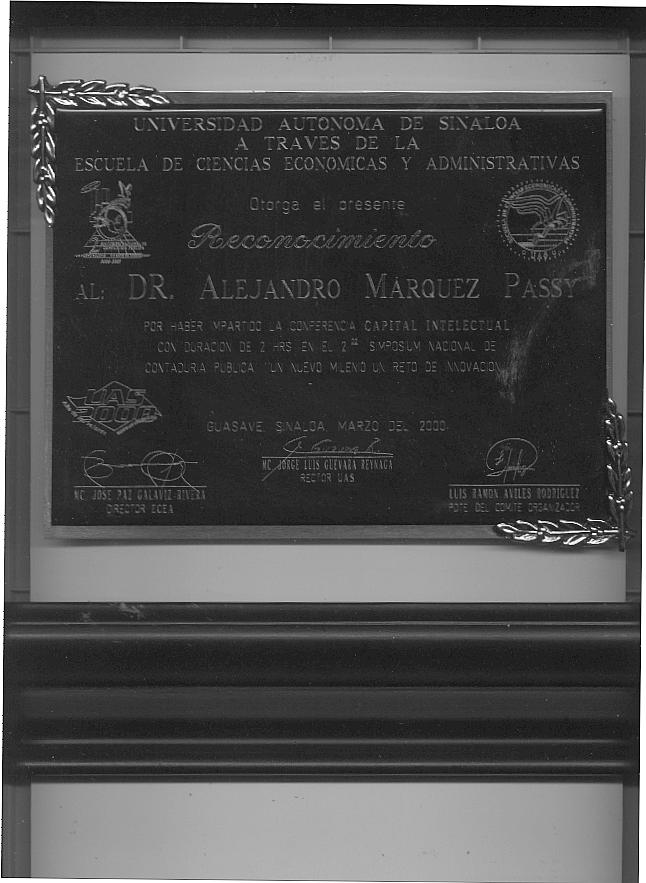 UNIVERSIDAD AUTONOMA DE SINALOA
A TRAVES DE LA
ESCUELA DE CIENCIAS ECONOMICAS Y ADMINISTRATIVAS
Otorga el presente
Reconocimiento
AL: DR. ALEJANDRO MARQUEZ PASSY
POR HABER IMPARTIDO LA CONFERENCIA CAPITAL INTELECTUAL
CON DURACION DE 2 HRS EN EL 2 SIMPOSIUM NACIONAL DE
CONTADURIA PUBLICA "UN NUEVO MILENIO UN RETO DE INNOVACION
UAS
2000
GUASAVE, SINALOA, MARZO DEL 2000
MC. JORGE LUIS GUEVARA REYNAGA
RECTOR UAS
MC. JOSE PAZ GALAVIZ RIVERA
DIRECTOR ECEA
LUIS RAMON AVILES RODRIGUEZ
PDTE DEL COMITE ORGANIZADOR